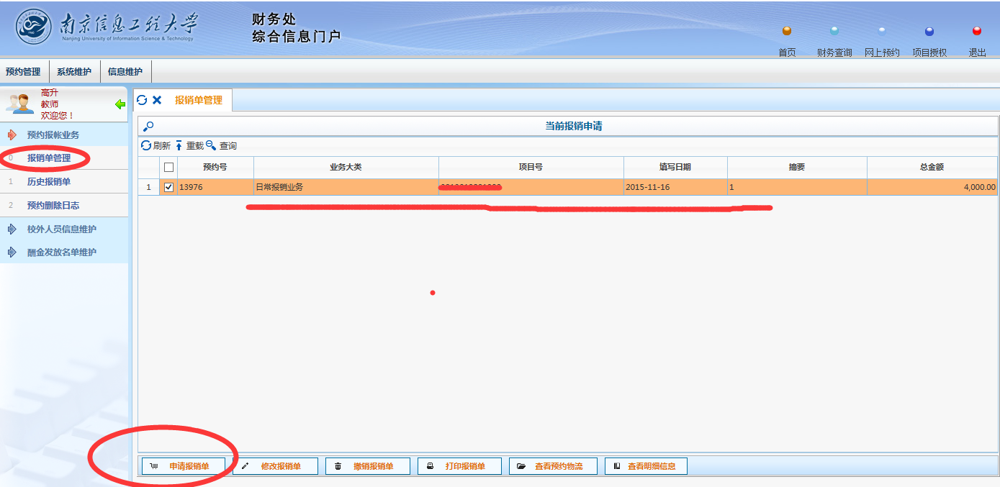 南京信息工程大学
Nanjing University of Information Science & Technology
财务处
综合信息门户
首页 财务查询 网上预约 项目授权 退出
预约管理 系统维护 信息维护
高升
教师
欢迎您！
预约报帐业务
0 报销单管理
1 历史报销单
2 预约删除日志
校外人员信息维护
酬金发放名单维护
报销单管理
当前报销申请
刷新 重载 查询
预约号 业务大类 项目号 填写日期 摘要 总金额
1 13976 日常报销业务 2015-11-16 1 4,000.00
申请报销单 修改报销单 撤销报销单 打印报销单 查看预约物流 查看明细信息